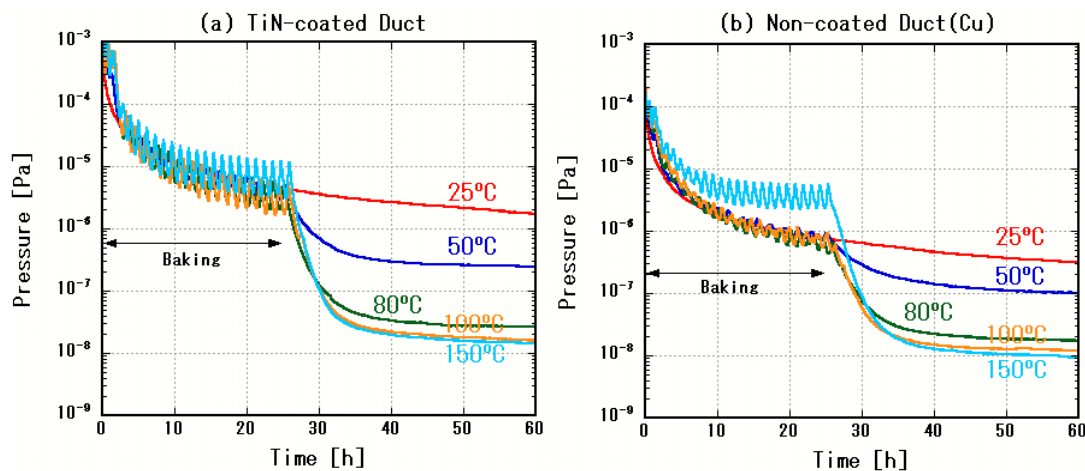 (a) TiN-coated Duct
Pressure [Pa]
10⁻³
10⁻⁴
10⁻⁵
10⁻⁶
10⁻⁷
10⁻⁸
10⁻⁹
25ºC
50ºC
80ºC
100ºC
150ºC
Baking
0 10 20 30 40 50 60
Time [h]
(b) Non-coated Duct(Cu)
Pressure [Pa]
10⁻³
10⁻⁴
10⁻⁵
10⁻⁶
10⁻⁷
10⁻⁸
10⁻⁹
25ºC
50ºC
80ºC
100ºC
150ºC
Baking
0 10 20 30 40 50 60
Time [h]